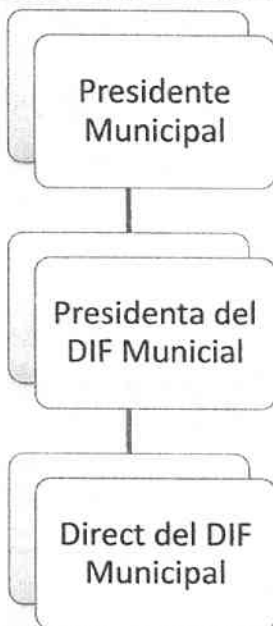 Presidente
Municipal
Presidenta del
DIF Municial
Direct del DIF
Municipal